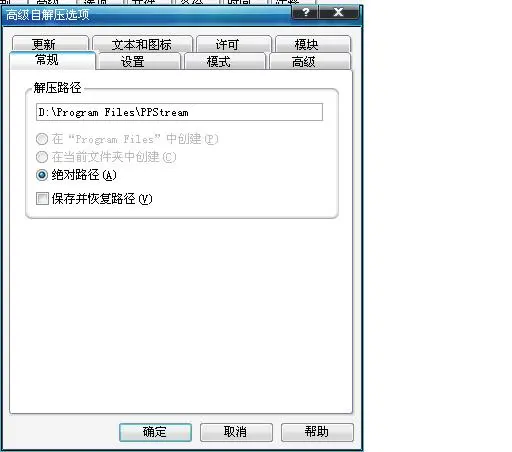 高级自解压选项
更新 文本和图标 许可 模块
常规 设置 模式 高级
解压路径
D:\Program Files\PPStream
在“Program Files”中创建(P)
在当前文件夹中创建(C)
绝对路径(A)
保存并恢复路径(V)
确定 取消 帮助